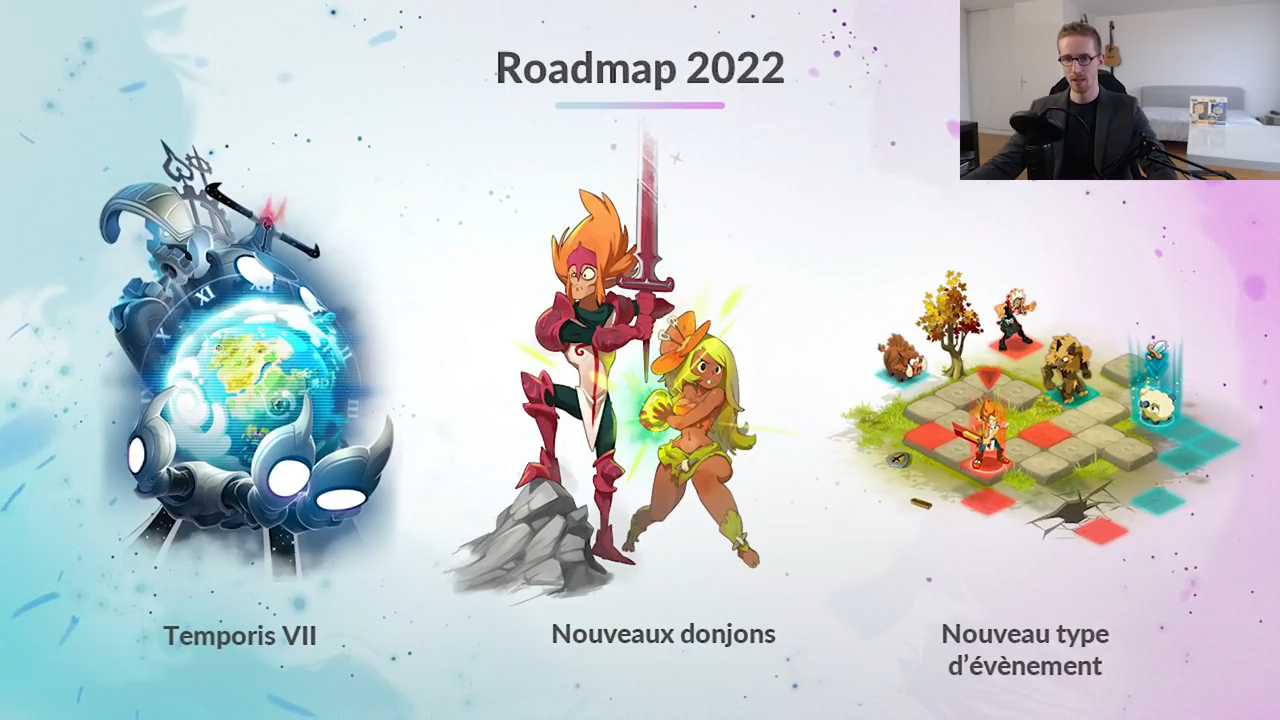 Roadmap 2022
Temporis VII
Nouveaux donjons
Nouveau type
d'évènement